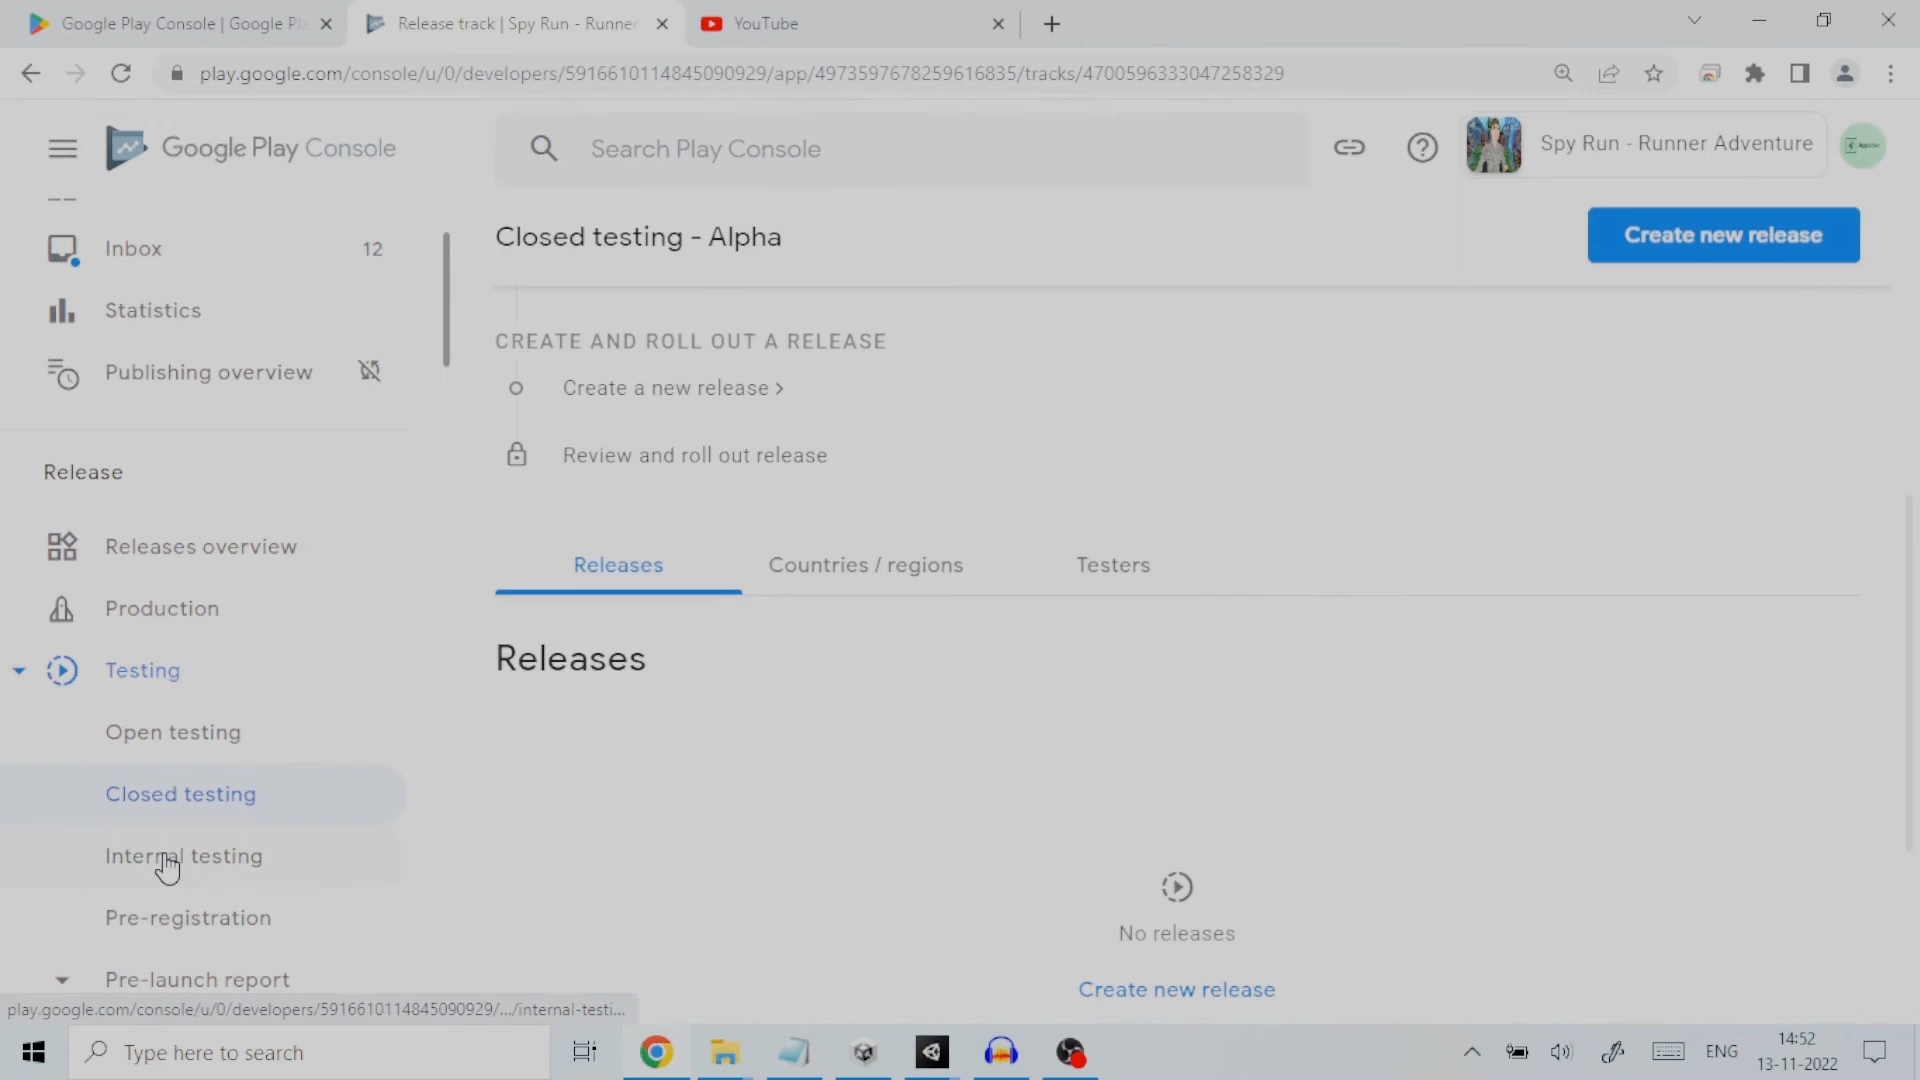 Google Play Console | Google Pla
Release track | Spy Run - Runner
YouTube
play.google.com/console/u/0/developers/5916610114845090929/app/4973597678259616835/tracks/4700596333047258329
Google Play Console
Search Play Console
Spy Run - Runner Adventure
Inbox 12
Statistics
Publishing overview
Release
Releases overview
Production
Testing
Open testing
Closed testing
Internal testing
Pre-registration
Pre-launch report
Closed testing - Alpha
Create new release
CREATE AND ROLL OUT A RELEASE
Create a new release >
Review and roll out release
Releases Countries / regions Testers
Releases
No releases
Create new release
play.google.com/console/u/0/developers/5916610114845090929/.../internal-testi...
Type here to search
ENG
14:52
13-11-2022